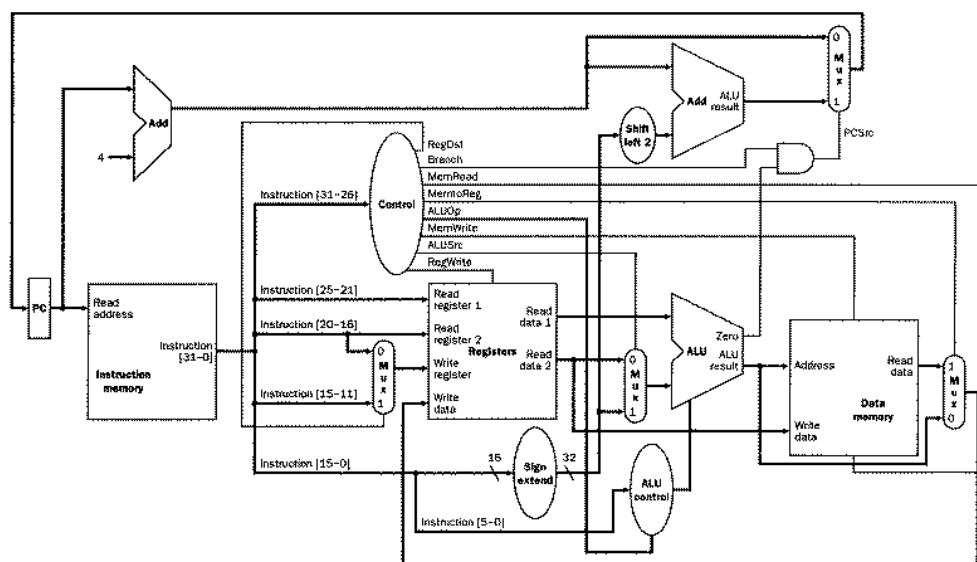 0
M
u
x
1
Add
ALU
result
Add
4
Shift
left 2
PCSrc
RegDst
Branch
MemRead
MemtoReg
ALUOp
MemWrite
ALUSrc
RegWrite
Control
Instruction [31–26]
Instruction [25–21]
Instruction [20–16]
Instruction [15–11]
Instruction [15–0]
Instruction [5–0]
PC
Read
address
Instruction
[31–0]
Instruction
memory
0
M
u
x
1
Read
register 1
Read
register 2
Write
register
Write
data
Registers
Read
data 1
Read
data 2
0
M
u
x
1
Zero
ALU
ALU
result
Address
Write
data
Read
data
Data
memory
1
M
u
x
0
16
Sign
extend
32
ALU
control